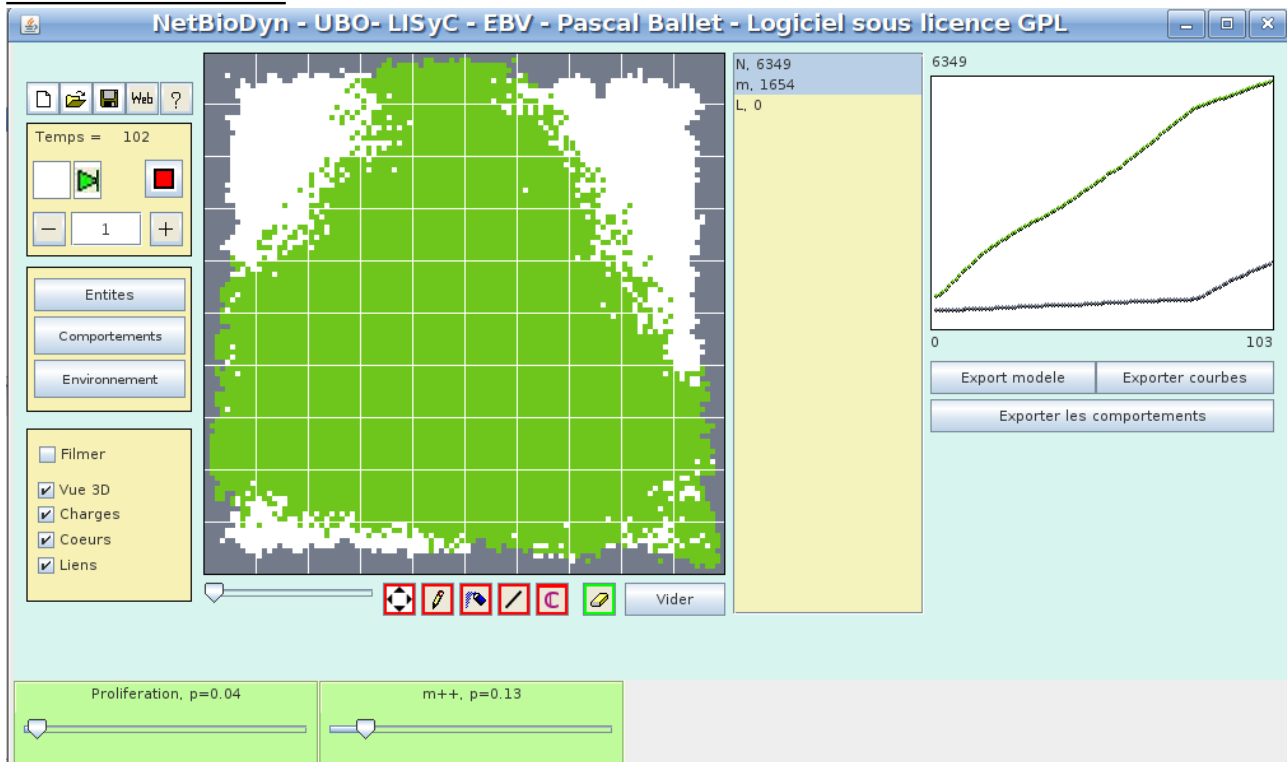 NetBioDyn - UBO- LISyC - EBV - Pascal Ballet - Logiciel sous licence GPL
Web ?
Temps = 102
1
Entites
Comportements
Environnement
Filmer
Vue 3D
Charges
Coeurs
Liens
Vider
N, 6349
m, 1654
L, 0
6349
0 103
Export modele Exporter courbes
Exporter les comportements
Proliferation, p=0.04 m++, p=0.13